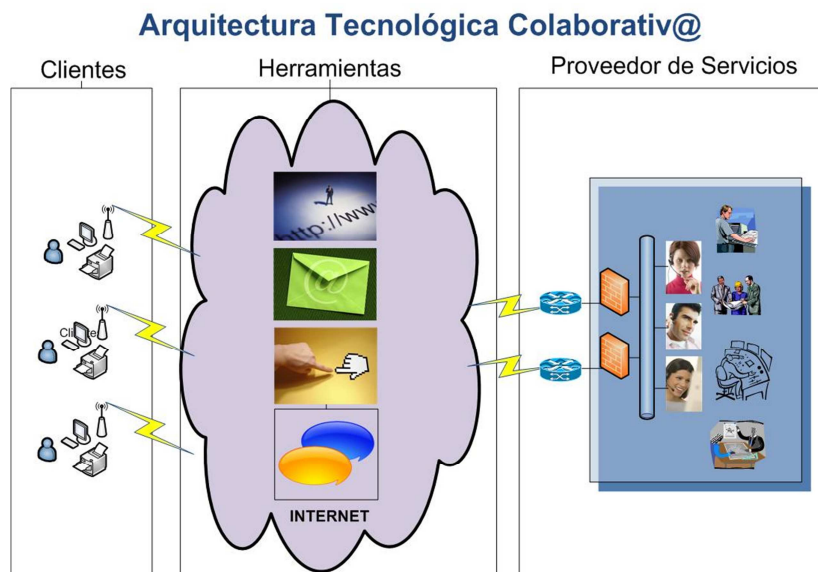 Arquitectura Tecnológica Colaborativ@
Clientes
Herramientas
Proveedor de Servicios
http://www
@
INTERNET